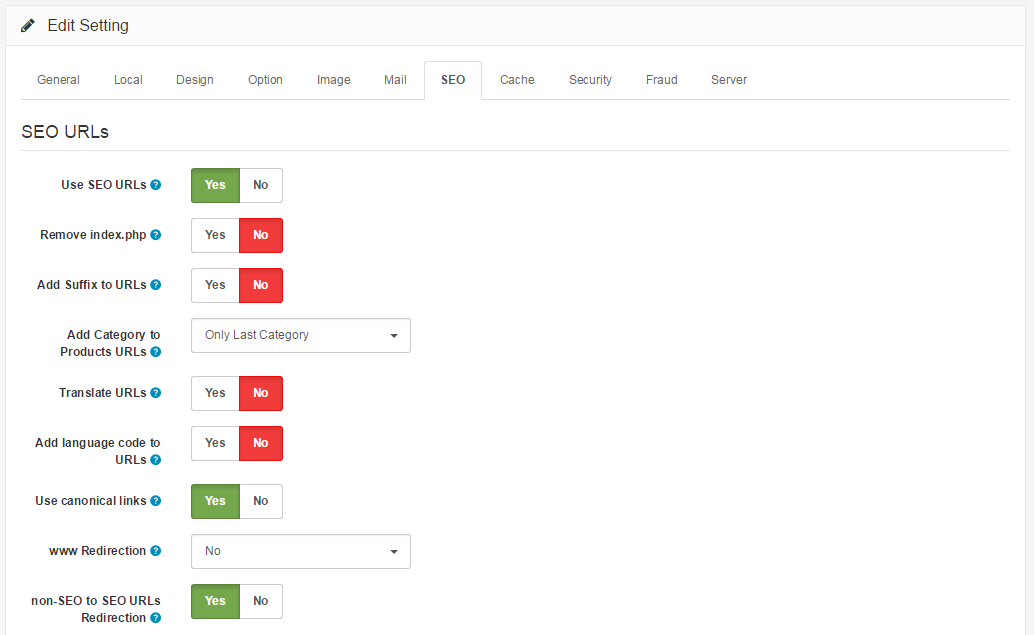 Edit Setting
General Local Design Option Image Mail SEO Cache Security Fraud Server
SEO URLs
Use SEO URLs ? Yes No
Remove index.php ? Yes No
Add Suffix to URLs ? Yes No
Add Category to
Products URLs ? Only Last Category
Translate URLs ? Yes No
Add language code to
URLs ? Yes No
Use canonical links ? Yes No
www Redirection ? No
non-SEO to SEO URLs
Redirection ? Yes No